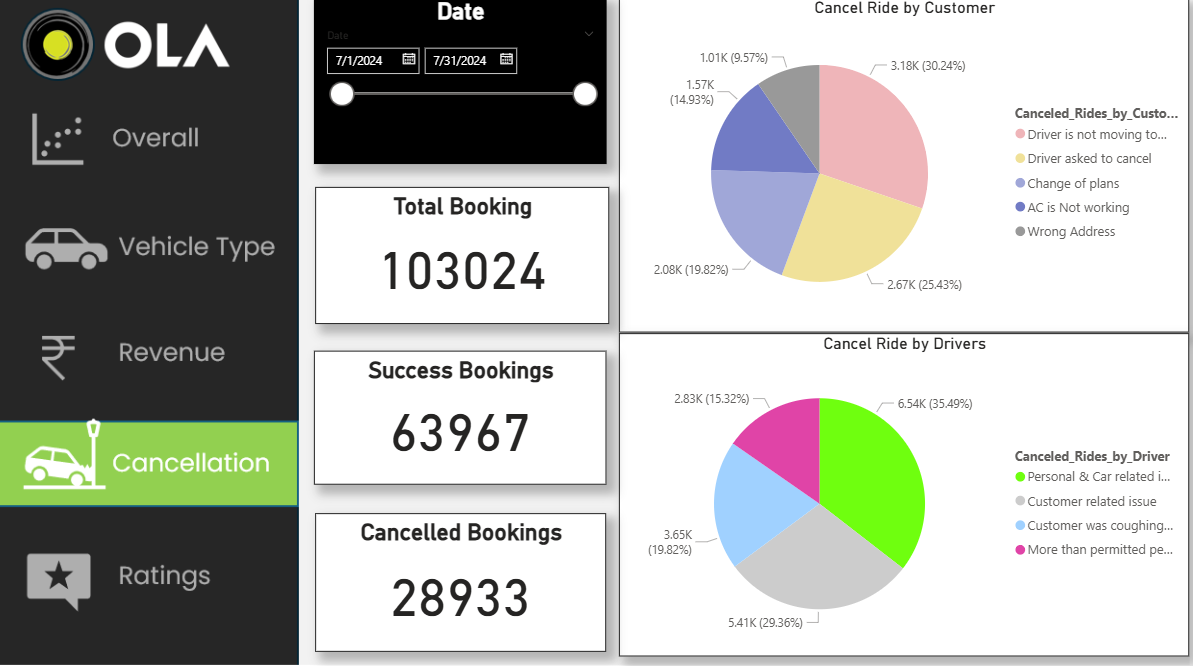 OLA
Overall
Vehicle Type
Revenue
Cancellation
Ratings
Date
Date
7/1/2024
7/31/2024
Total Booking
103024
Success Bookings
63967
Cancelled Bookings
28933
Cancel Ride by Customer
1.01K (9.57%)
3.18K (30.24%)
1.57K
(14.93%)
2.08K (19.82%)
2.67K (25.43%)
Canceled_Rides_by_Custo...
Driver is not moving to...
Driver asked to cancel
Change of plans
AC is Not working
Wrong Address
Cancel Ride by Drivers
2.83K (15.32%)
6.54K (35.49%)
3.65K
(19.82%)
5.41K (29.36%)
Canceled_Rides_by_Driver
Personal & Car related i...
Customer related issue
Customer was coughing...
More than permitted pe...